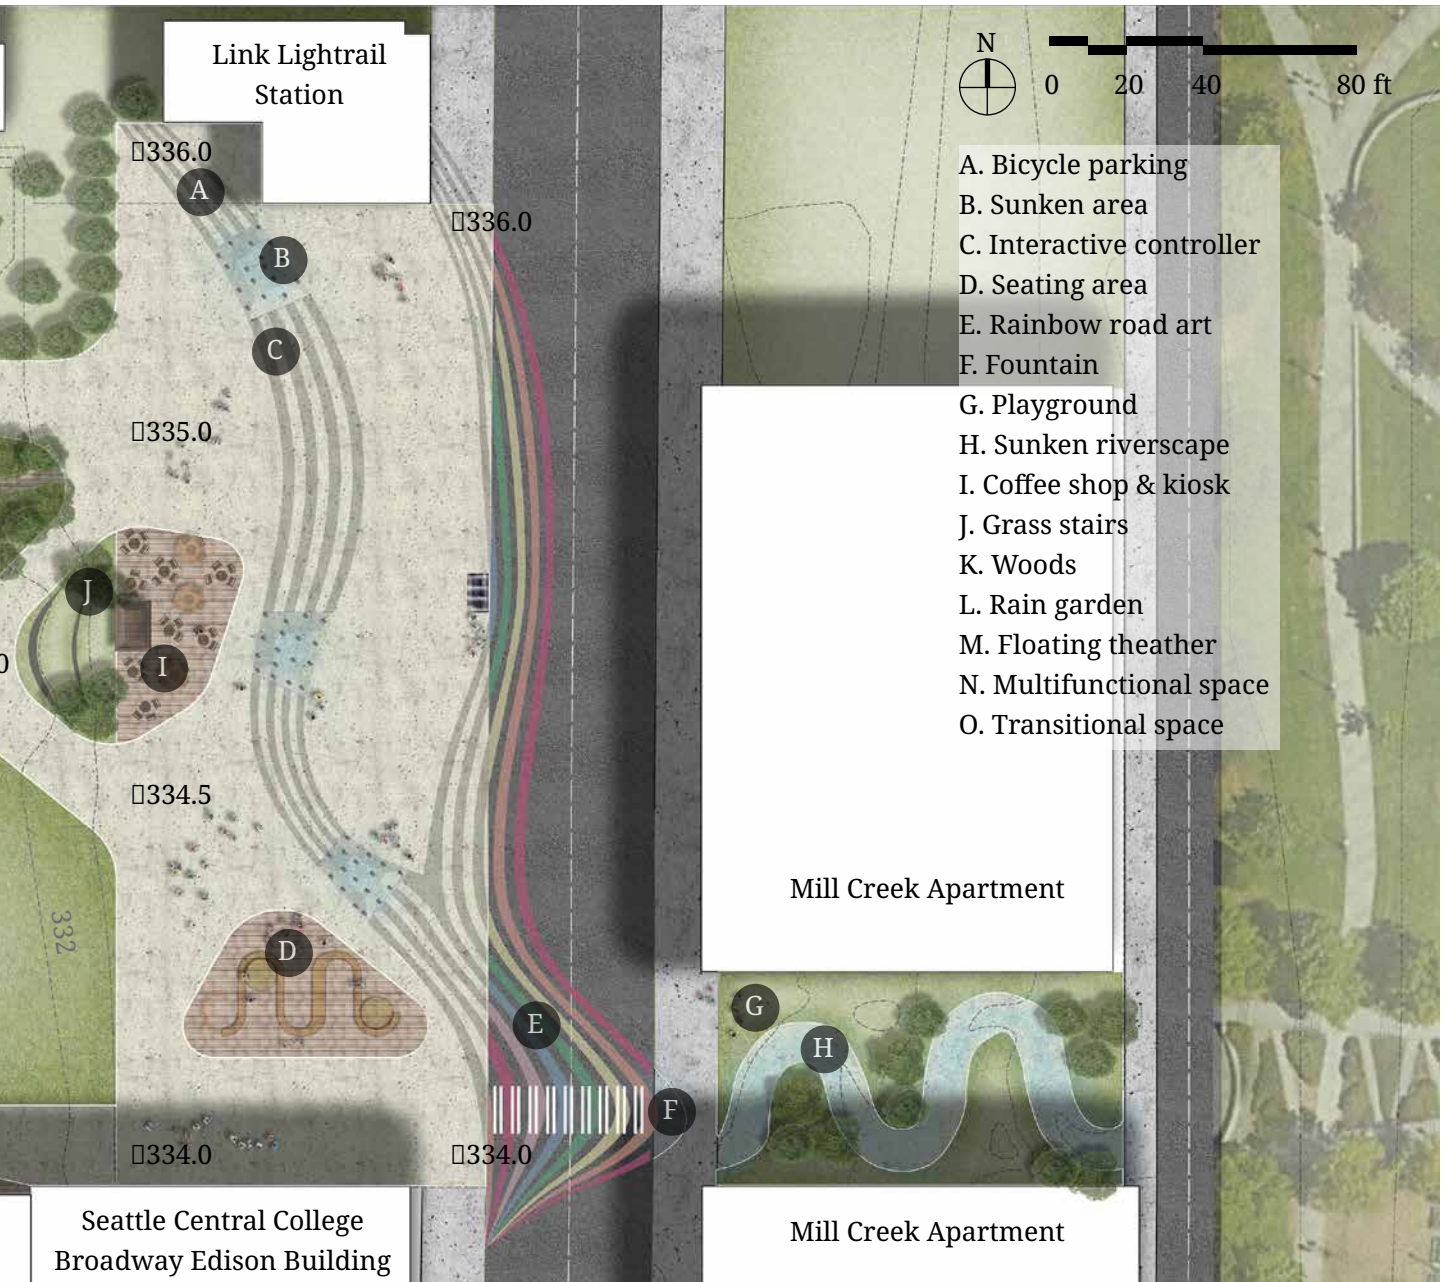 Link Lightrail
Station
N
0 20 40 80 ft
336.0
A
336.0
B
C
A. Bicycle parking
B. Sunken area
C. Interactive controller
D. Seating area
E. Rainbow road art
F. Fountain
G. Playground
H. Sunken riverscape
I. Coffee shop & kiosk
J. Grass stairs
K. Woods
L. Rain garden
M. Floating theather
N. Multifunctional space
O. Transitional space
335.0
J
0
I
334.5
332
D
Mill Creek Apartment
G
E
H
F
334.0
334.0
Seattle Central College
Broadway Edison Building
Mill Creek Apartment